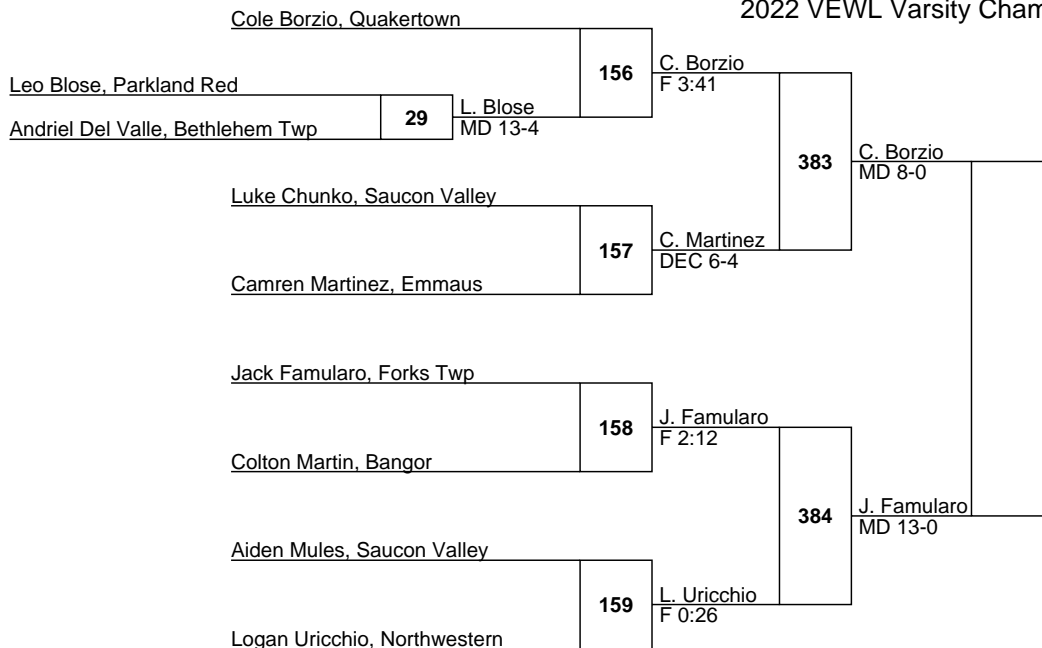 2022 VEWL Varsity Cham
Cole Borzio, Quakertown
156
C. Borzio
F 3:41
Leo Blose, Parkland Red
29
L. Blose
MD 13-4
Andriel Del Valle, Bethlehem Twp
383
C. Borzio
MD 8-0
Luke Chunko, Saucon Valley
157
C. Martinez
DEC 6-4
Camren Martinez, Emmaus
Jack Famularo, Forks Twp
158
J. Famularo
F 2:12
Colton Martin, Bangor
384
J. Famularo
MD 13-0
Aiden Mules, Saucon Valley
159
L. Uricchio
F 0:26
Logan Uricchio, Northwestern